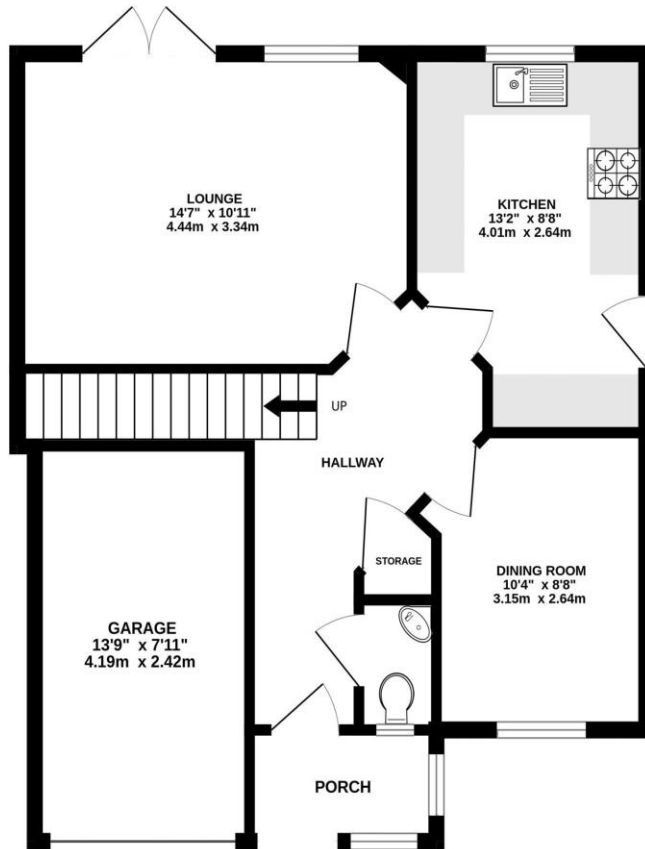 LOUNGE
14'7" x 10'11"
4.44m x 3.34m
KITCHEN
13'2" x 8'8"
4.01m x 2.64m
UP
HALLWAY
STORAGE
DINING ROOM
10'4" x 8'8"
3.15m x 2.64m
GARAGE
13'9" x 7'11"
4.19m x 2.42m
PORCH